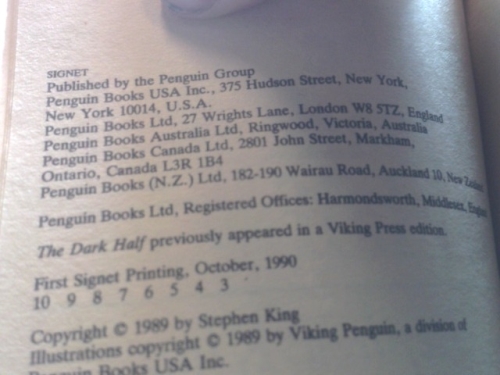 SIGNET
Published by the Penguin Group
Penguin Books USA Inc., 375 Hudson Street, New York,
New York 10014, U.S.A.
Penguin Books Ltd, 27 Wrights Lane, London W8 5TZ, England
Penguin Books Australia Ltd, Ringwood, Victoria, Australia
Penguin Books Canada Ltd, 2801 John Street, Markham,
Ontario, Canada L3R 1B4
Penguin Books (N.Z.) Ltd, 182-190 Wairau Road, Auckland 10, New Zealand
Penguin Books Ltd, Registered Offices: Harmondsworth, Middlesex, England
The Dark Half previously appeared in a Viking Press edition.
First Signet Printing, October, 1990
10 9 8 7 6 5 4 3
Copyright © 1989 by Stephen King
Illustrations copyright © 1989 by Viking Penguin, a division of
Penguin Books USA Inc.